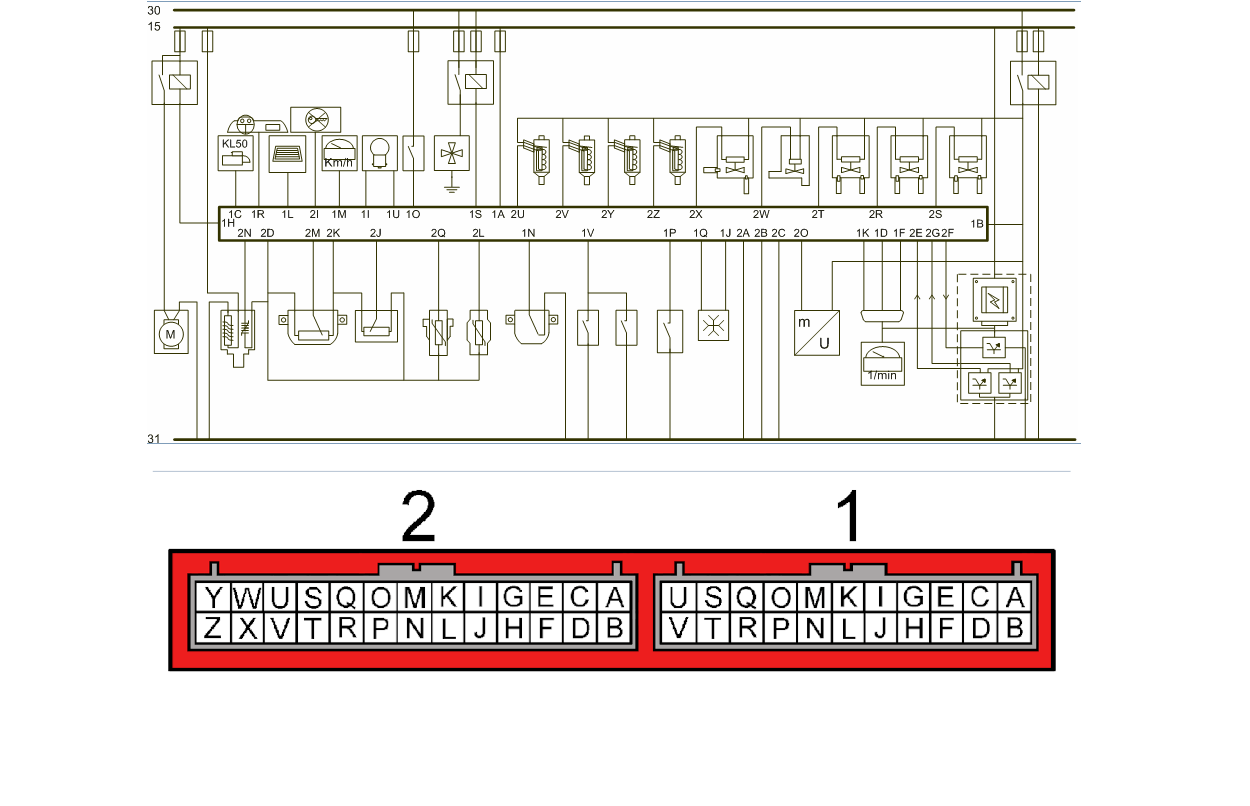 30
15
KL50
Km/h
1C 1R 1L 2I 1M 1I 1U 1O 1S 1A 2U 2V 2Y 2Z 2X 2W 2T 2R 2S
1H 1B
2N 2D 2M 2K 2J 2Q 2L 1N 1V 1P 1Q 1J 2A 2B 2C 2O 1K 1D 1F 2E 2G 2F
M
m
U
1/min
31
2 1
Y W U S Q O M K I G E C A U S Q O M K I G E C A
Z X V T R P N L J H F D B V T R P N L J H F D B